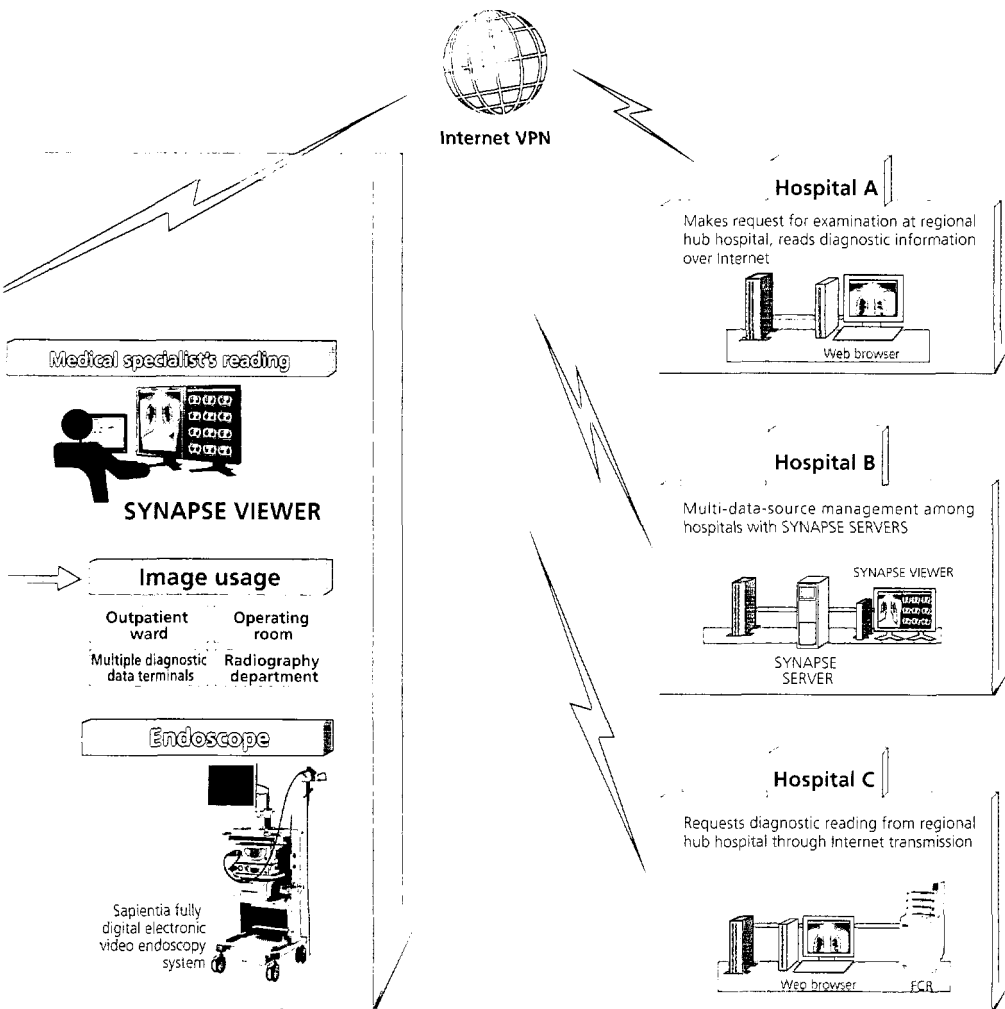 Internet VPN
Medical specialist's reading
SYNAPSE VIEWER
Image usage
Outpatient
ward
Operating
room
Multiple diagnostic
data terminals
Radiography
department
Endoscope
Sapientia fully
digital electronic
video endoscopy
system
Hospital A
Makes request for examination at regional
hub hospital, reads diagnostic information
over Internet
Web browser
Hospital B
Multi-data-source management among
hospitals with SYNAPSE SERVERS
SYNAPSE VIEWER
SYNAPSE
SERVER
Hospital C
Requests diagnostic reading from regional
hub hospital through Internet transmission
Web browser
FCR